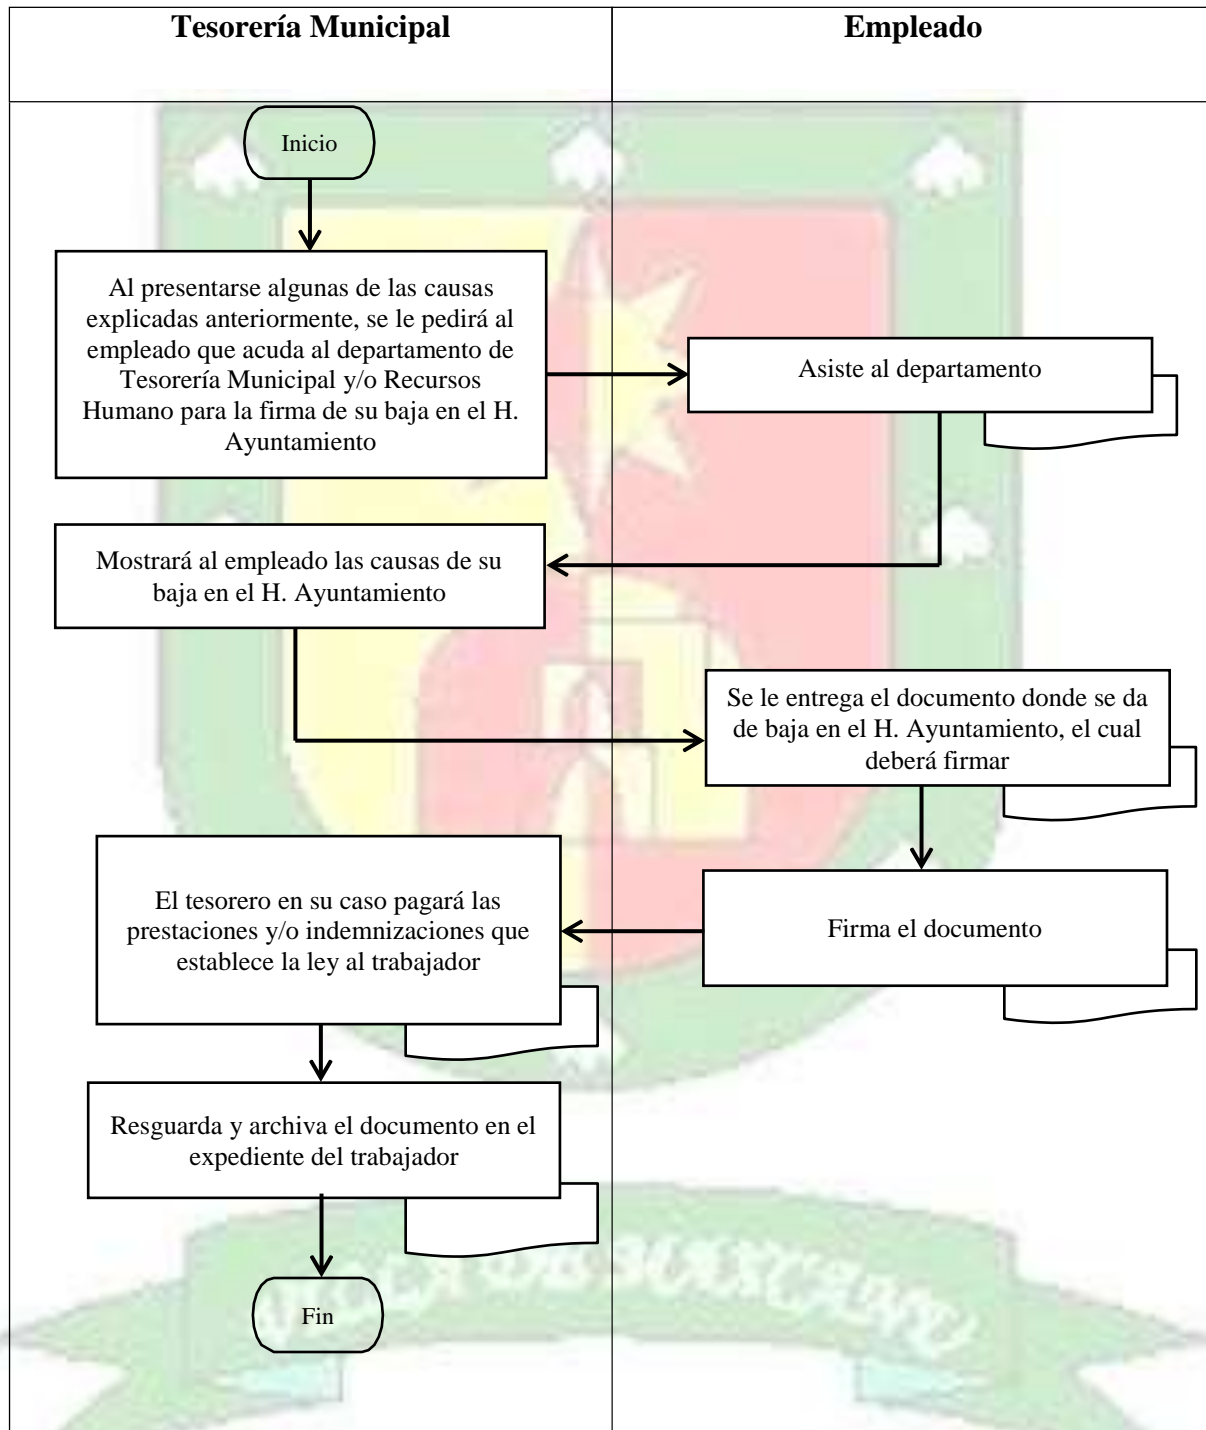 Tesorería Municipal
Empleado
Inicio
Al presentarse algunas de las causas
explicadas anteriormente, se le pedirá al
empleado que acuda al departamento de
Tesorería Municipal y/o Recursos
Humano para la firma de su baja en el H.
Ayuntamiento
Asiste al departamento
Mostrará al empleado las causas de su
baja en el H. Ayuntamiento
Se le entrega el documento donde se da
de baja en el H. Ayuntamiento, el cual
deberá firmar
Firma el documento
El tesorero en su caso pagará las
prestaciones y/o indemnizaciones que
establece la ley al trabajador
Resguarda y archiva el documento en el
expediente del trabajador
Fin